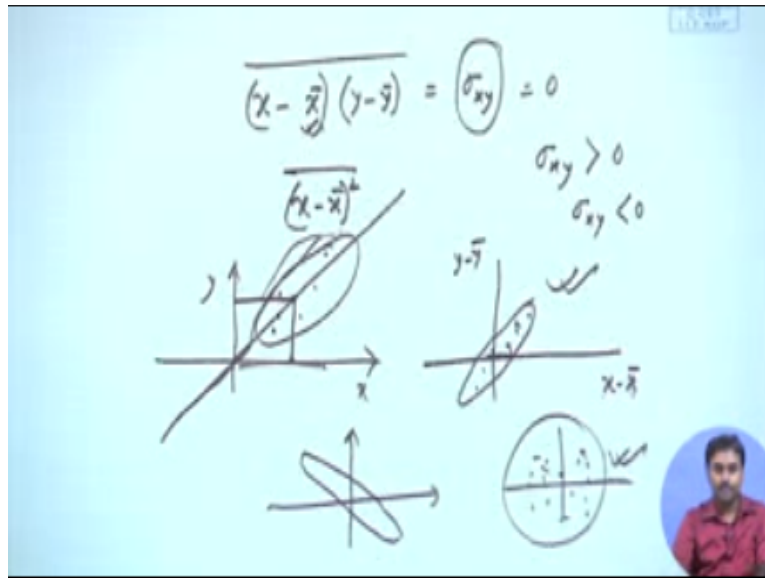 (x - x̄) (y - ȳ) = σxy = 0
σxy > 0
σxy < 0
(x - x̄)²
y
x
y - ȳ
x - x̄